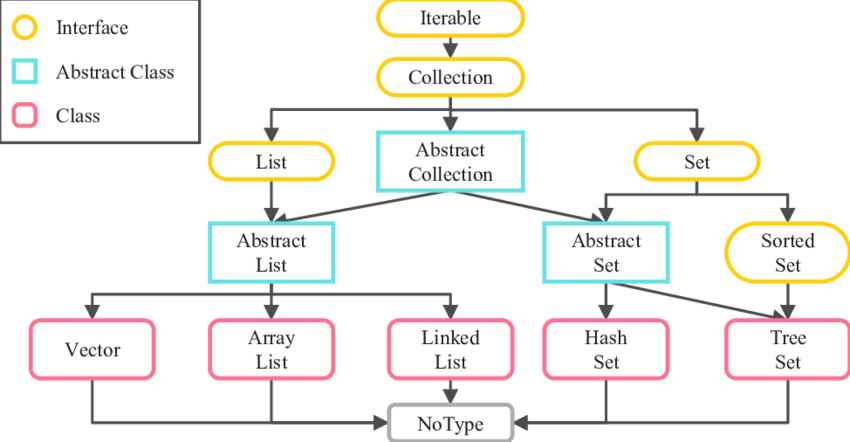 Interface
Abstract Class
Class
Iterable
Collection
List
Abstract
Collection
Set
Abstract
List
Abstract
Set
Sorted
Set
Vector
Array
List
Linked
List
Hash
Set
Tree
Set
NoType